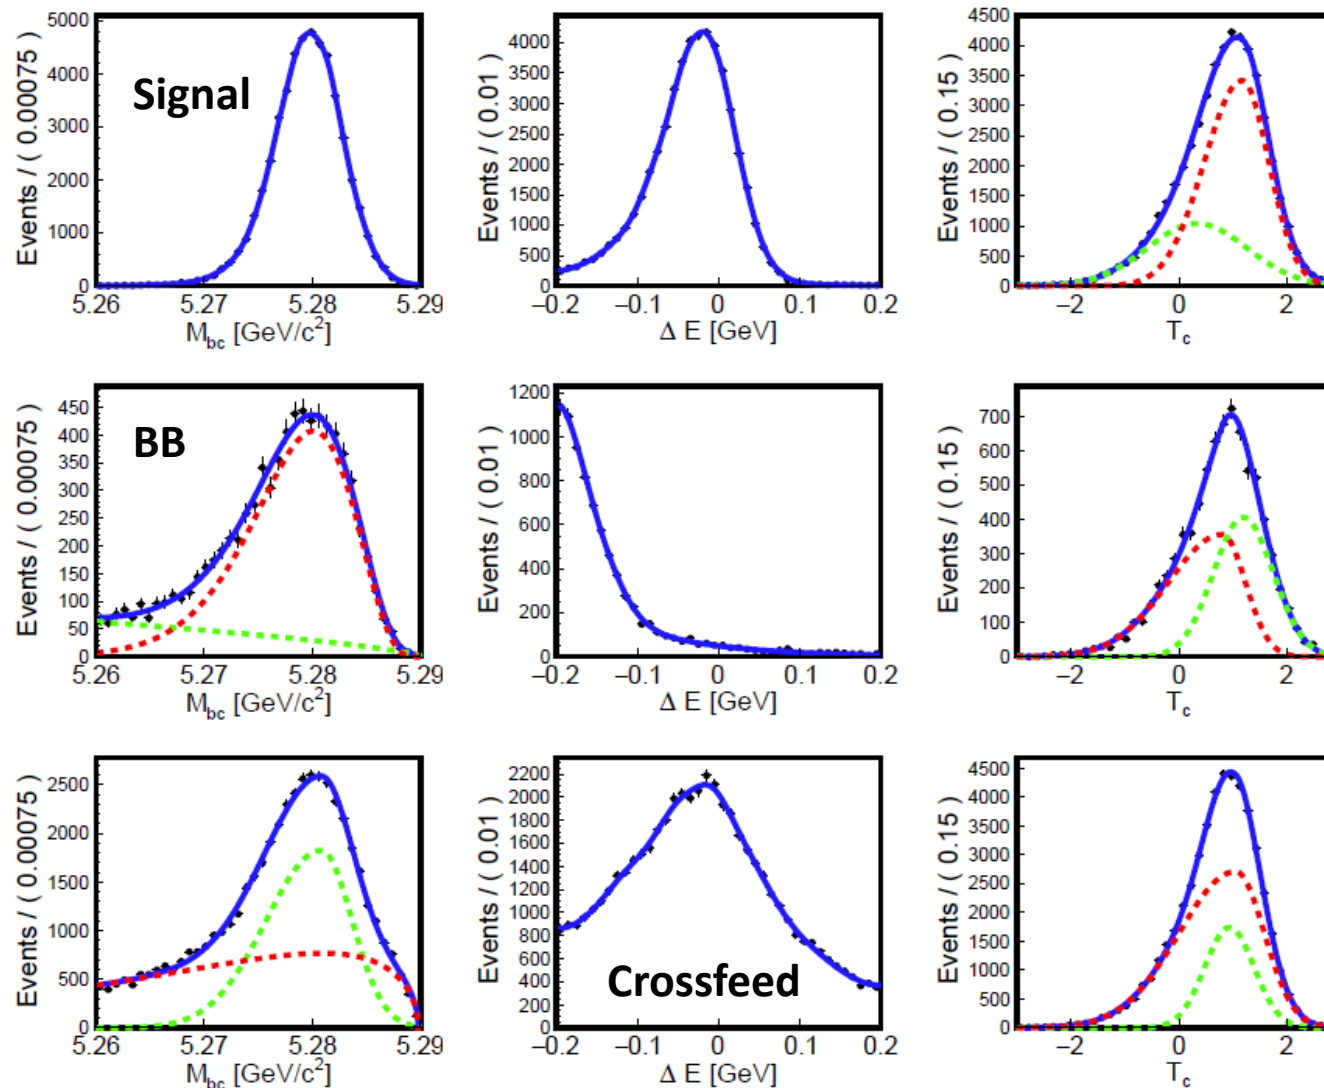 Signal
Events / ( 0.00075)
5000
4000
3000
2000
1000
0
5.26 5.27 5.28 5.29
M_bc [GeV/c²]
Events / ( 0.01)
4000
3500
3000
2500
2000
1500
1000
500
0
–0.2 –0.1 0 0.1 0.2
Δ E [GeV]
Events / ( 0.15)
4500
4000
3500
3000
2500
2000
1500
1000
500
0
–2 0 2
T_c
BB
Events / ( 0.00075)
450
400
350
300
250
200
150
100
50
0
5.26 5.27 5.28 5.29
M_bc [GeV/c²]
Events / ( 0.01)
1200
1000
800
600
400
200
0
–0.2 –0.1 0 0.1 0.2
Δ E [GeV]
Events / ( 0.15)
700
600
500
400
300
200
100
0
–2 0 2
T_c
Events / ( 0.00075)
2500
2000
1500
1000
500
0
5.26 5.27 5.28 5.29
M_bc [GeV/c²]
Crossfeed
Events / ( 0.01)
2200
2000
1800
1600
1400
1200
1000
800
600
400
200
0
–0.2 –0.1 0 0.1 0.2
Δ E [GeV]
Events / ( 0.15)
4500
4000
3500
3000
2500
2000
1500
1000
500
0
–2 0 2
T_c